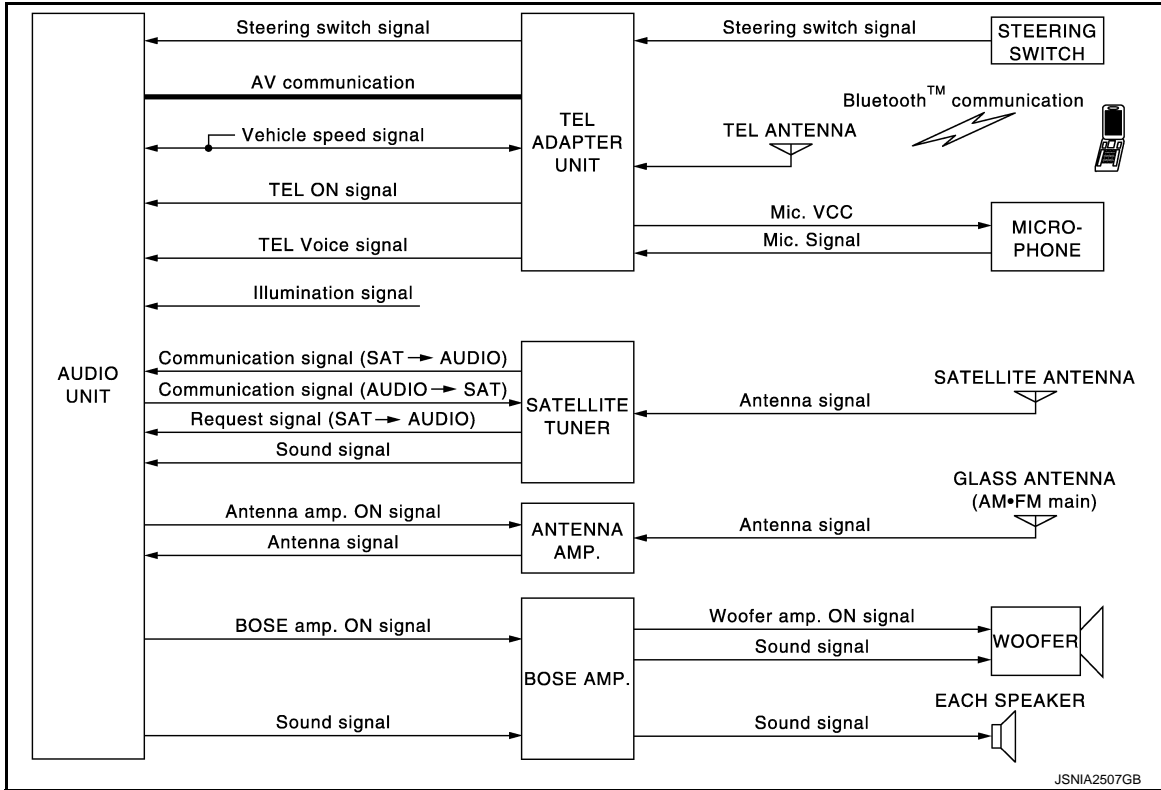 Steering switch signal
Steering switch signal
STEERING
SWITCH
AV communication
Bluetooth™ communication
Vehicle speed signal
TEL
ADAPTER
UNIT
TEL ANTENNA
TEL ON signal
Mic. VCC
TEL Voice signal
Mic. Signal
MICRO-
PHONE
Illumination signal
AUDIO
UNIT
Communication signal (SAT → AUDIO)
Communication signal (AUDIO → SAT)
Request signal (SAT → AUDIO)
Sound signal
SATELLITE
TUNER
Antenna signal
SATELLITE ANTENNA
GLASS ANTENNA
(AM•FM main)
Antenna amp. ON signal
Antenna signal
ANTENNA
AMP.
Antenna signal
BOSE amp. ON signal
Sound signal
BOSE AMP.
Woofer amp. ON signal
Sound signal
WOOFER
EACH SPEAKER
Sound signal
JSNIA2507GB